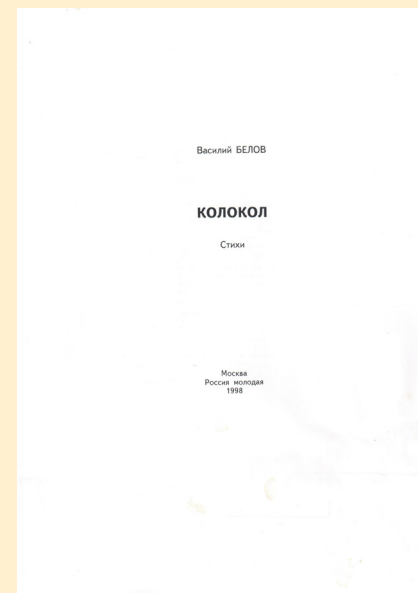 Василий БЕЛОВ
КОЛОКОЛ
Стихи
Москва
Россия молодая
1998